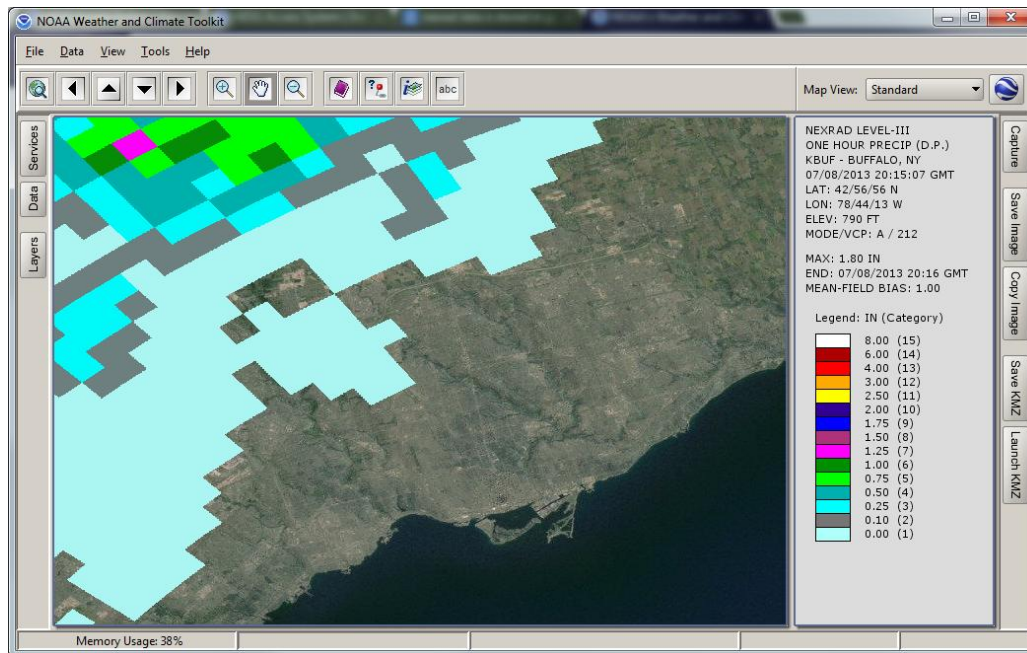 NOAA Weather and Climate Toolkit
File Data View Tools Help
abc
Map View: Standard
Services
Data
Layers
NEXRAD LEVEL-III
ONE HOUR PRECIP (D.P.)
KBUF - BUFFALO, NY
07/08/2013 20:15:07 GMT
LAT: 42/56/56 N
LON: 78/44/13 W
ELEV: 790 FT
MODE/VCP: A / 212
MAX: 1.80 IN
END: 07/08/2013 20:16 GMT
MEAN-FIELD BIAS: 1.00
Legend: IN (Category)
8.00 (15)
6.00 (14)
4.00 (13)
3.00 (12)
2.50 (11)
2.00 (10)
1.75 (9)
1.50 (8)
1.25 (7)
1.00 (6)
0.75 (5)
0.50 (4)
0.25 (3)
0.10 (2)
0.00 (1)
Capture
Save Image
Copy Image
Save KMZ
Launch KMZ
Memory Usage: 38%